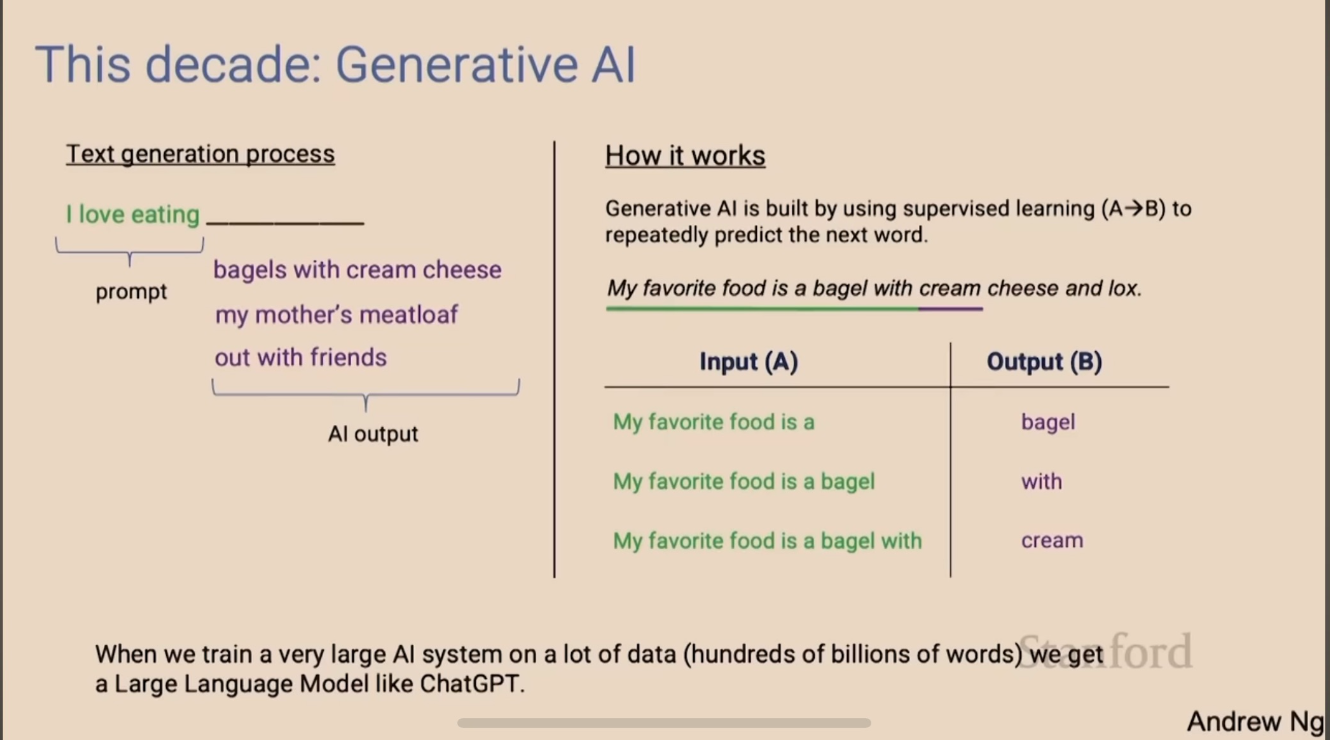 This decade: Generative AI
Text generation process
I love eating
prompt
bagels with cream cheese
my mother's meatloaf
out with friends
AI output
How it works
Generative AI is built by using supervised learning (A→B) to
repeatedly predict the next word.
My favorite food is a bagel with cream cheese and lox.
Input (A) Output (B)
My favorite food is a bagel
My favorite food is a bagel with
My favorite food is a bagel with cream
When we train a very large AI system on a lot of data (hundreds of billions of words) we get
a Large Language Model like ChatGPT.
Stanford
Andrew Ng